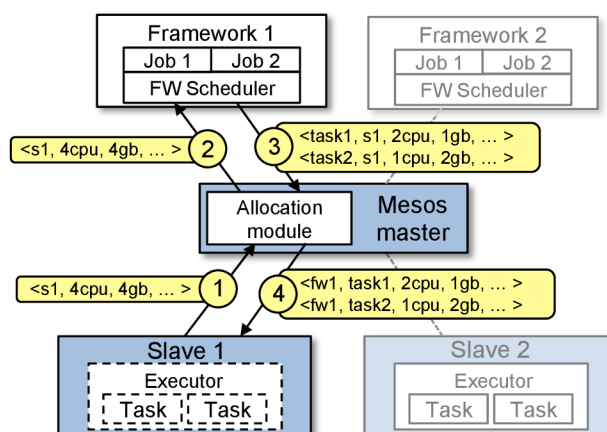 Framework 1
Job 1 Job 2
FW Scheduler
Framework 2
Job 1 Job 2
FW Scheduler
<s1, 4cpu, 4gb, … >
2
3
<task1, s1, 2cpu, 1gb, … >
<task2, s1, 1cpu, 2gb, … >
Allocation
module
Mesos
master
<s1, 4cpu, 4gb, … >
1
4
<fw1, task1, 2cpu, 1gb, … >
<fw1, task2, 1cpu, 2gb, … >
Slave 1
Executor
Task Task
Slave 2
Executor
Task Task